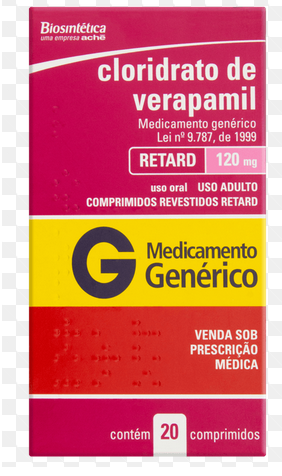 Biosintética
uma empresa aché
cloridrato de
verapamil
Medicamento genérico
Lei nº 9.787, de 1999
RETARD 120 mg
uso oral USO ADULTO
COMPRIMIDOS REVESTIDOS RETARD
G Medicamento
Genérico
VENDA SOB
PRESCRIÇÃO
MÉDICA
contém 20 comprimidos